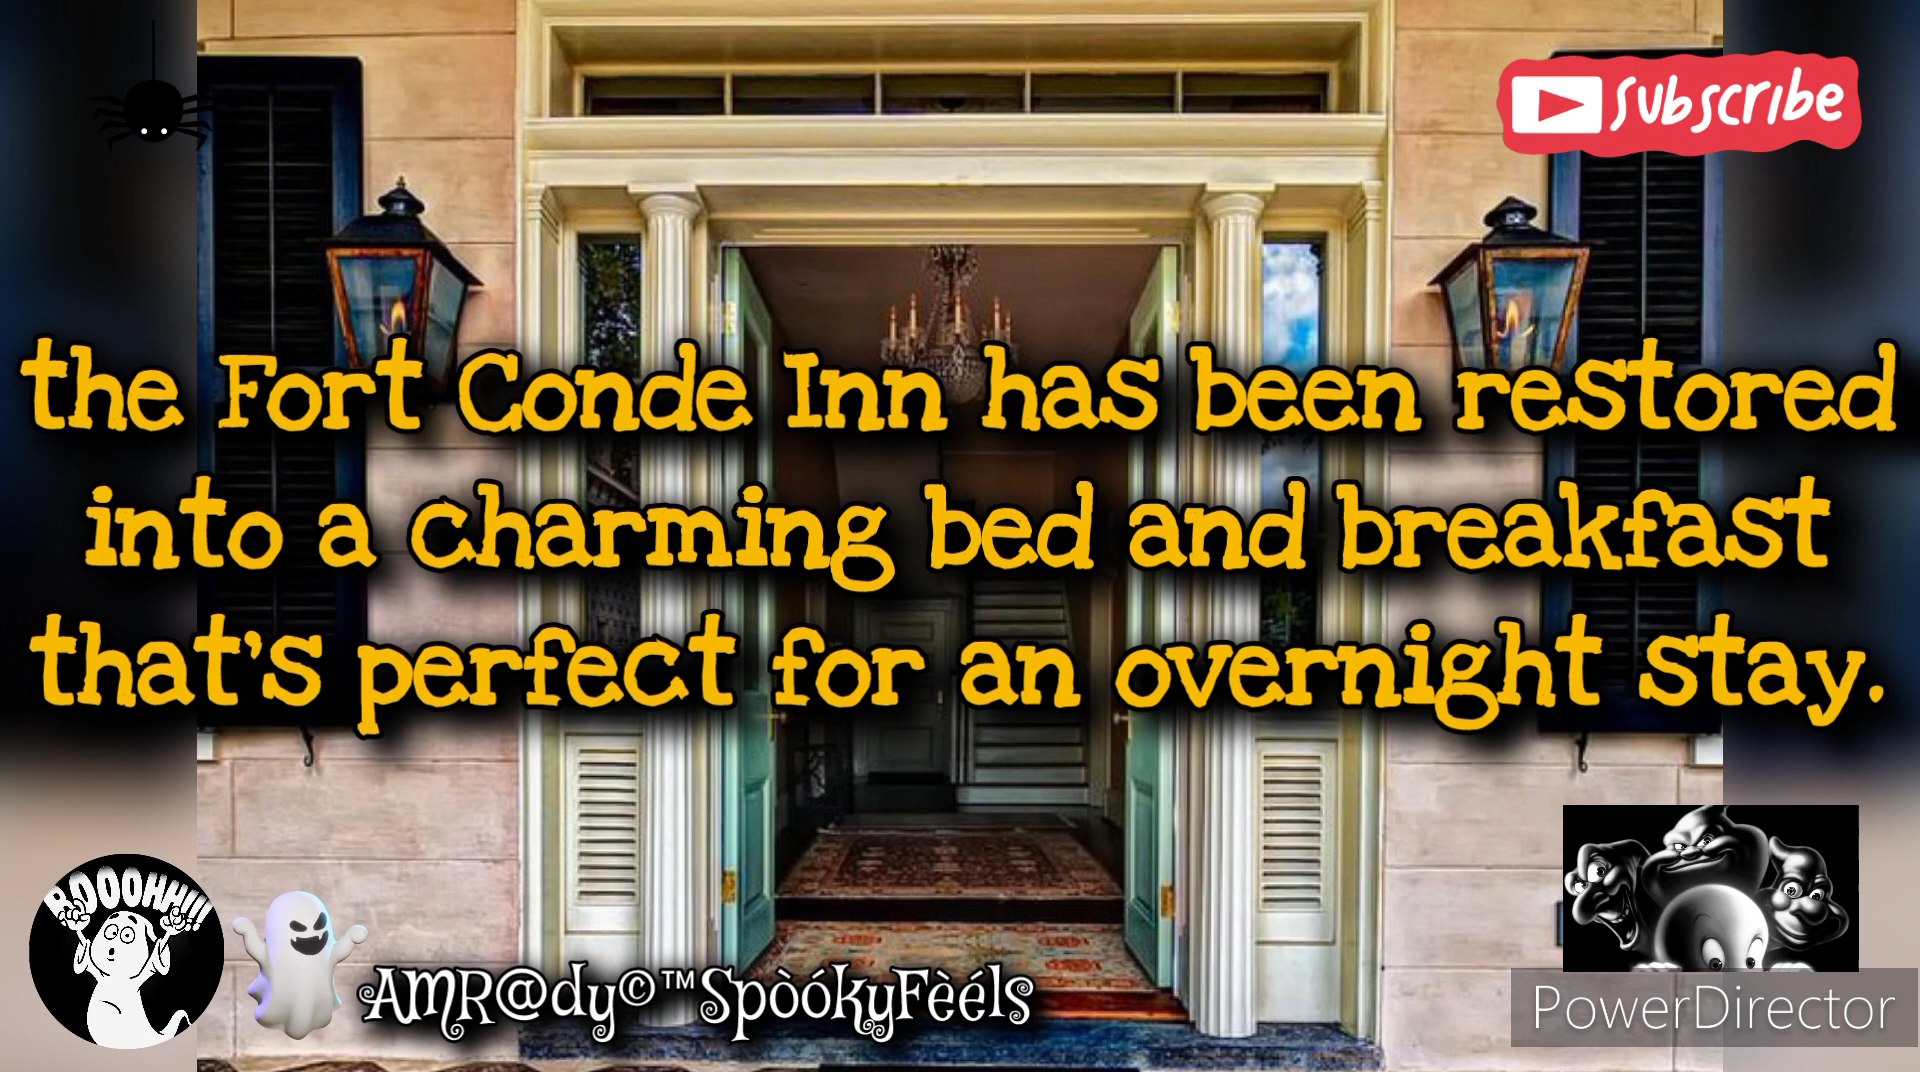 subscribe
the Fort Conde Inn has been restored
into a charming bed and breakfast
that's perfect for an overnight stay.
BOOOHH!!!
AMR@dy©™SpòókyFèéls
PowerDirector